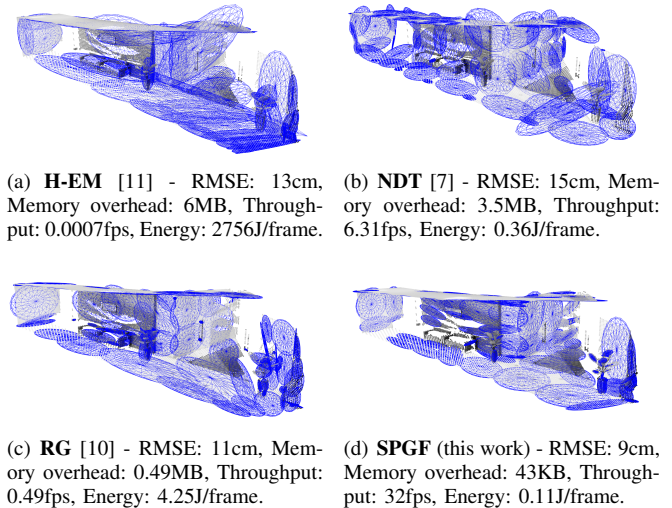 (a) H-EM [11] - RMSE: 13cm,
Memory overhead: 6MB, Through-
put: 0.0007fps, Energy: 2756J/frame.
(b) NDT [7] - RMSE: 15cm, Mem-
ory overhead: 3.5MB, Throughput:
6.31fps, Energy: 0.36J/frame.
(c) RG [10] - RMSE: 11cm, Mem-
ory overhead: 0.49MB, Throughput:
0.49fps, Energy: 4.25J/frame.
(d) SPGF (this work) - RMSE: 9cm,
Memory overhead: 43KB, Through-
put: 32fps, Energy: 0.11J/frame.